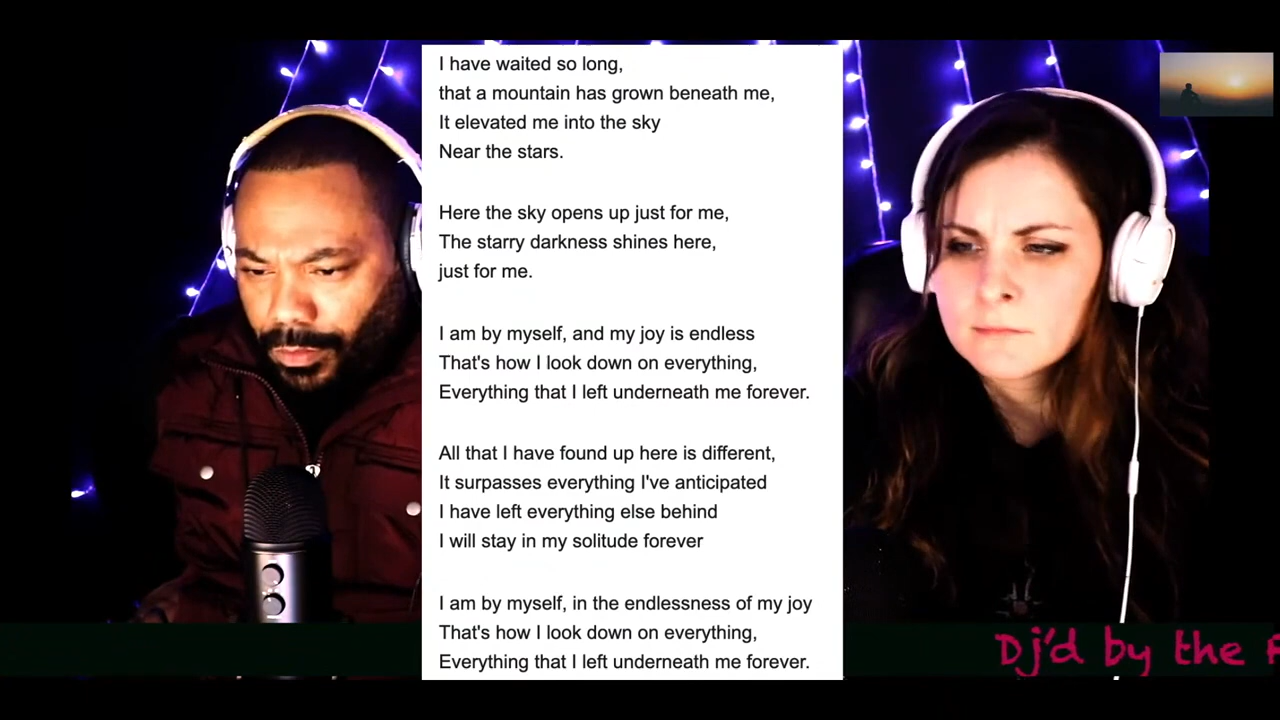 I have waited so long,
that a mountain has grown beneath me,
It elevated me into the sky
Near the stars.
Here the sky opens up just for me,
The starry darkness shines here,
just for me.
I am by myself, and my joy is endless
That's how I look down on everything,
Everything that I left underneath me forever.
All that I have found up here is different,
It surpasses everything I've anticipated
I have left everything else behind
I will stay in my solitude forever
I am by myself, in the endlessness of my joy
That's how I look down on everything,
Everything that I left underneath me forever.
Dj'd by the